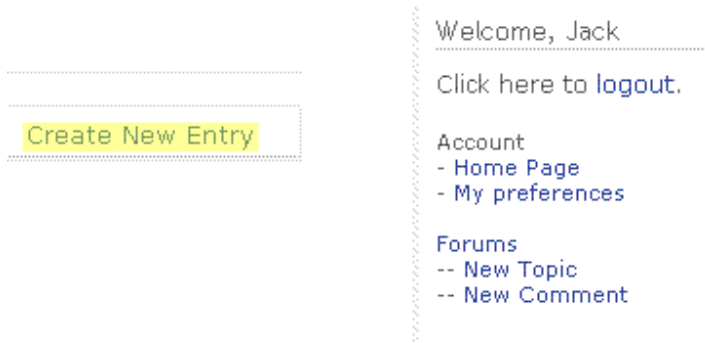 Create New Entry
Welcome, Jack
Click here to logout.
Account
- Home Page
- My preferences
Forums
-- New Topic
-- New Comment